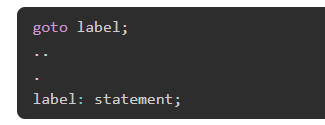 goto label;
..
.
label: statement;